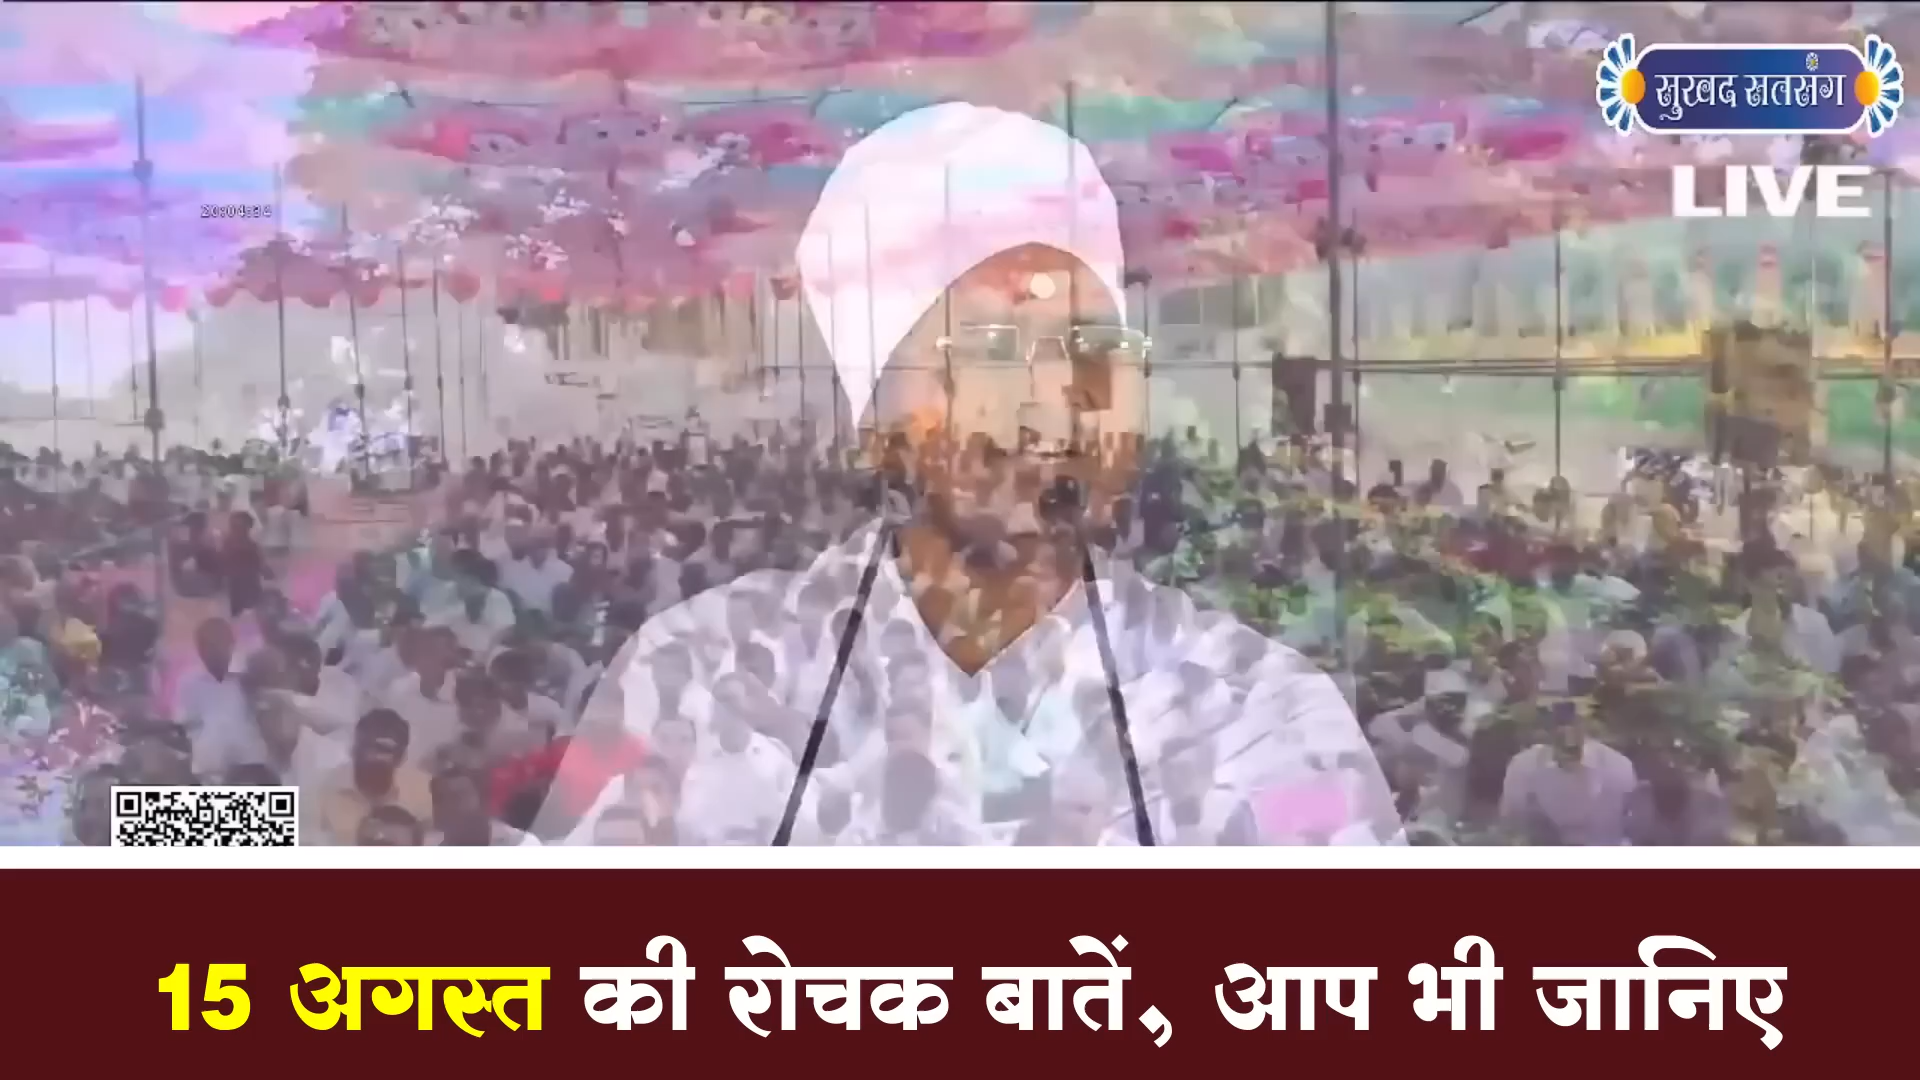 सुखद सतसंग
LIVE
15 अगस्त की रोचक बातें, आप भी जानिए